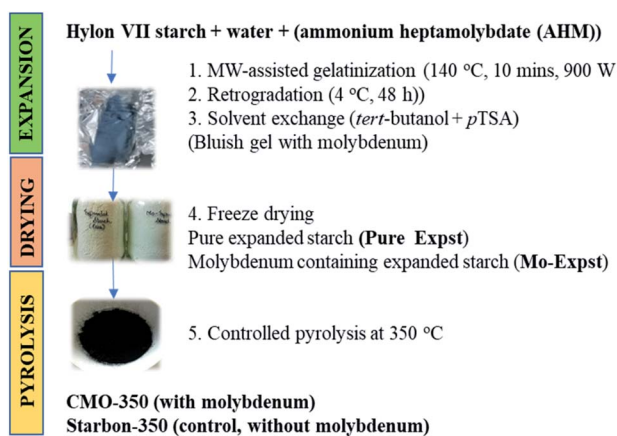 EXPANSION
Hylon VII starch + water + (ammonium heptamolybdate (AHM))
1. MW-assisted gelatinization (140 ºC, 10 mins, 900 W
2. Retrogradation (4 ºC, 48 h))
3. Solvent exchange (tert-butanol + pTSA)
(Bluish gel with molybdenum)
DRYING
4. Freeze drying
Pure expanded starch (Pure Expst)
Molybdenum containing expanded starch (Mo-Expst)
PYROLYSIS
5. Controlled pyrolysis at 350 ºC
CMO-350 (with molybdenum)
Starbon-350 (control, without molybdenum)